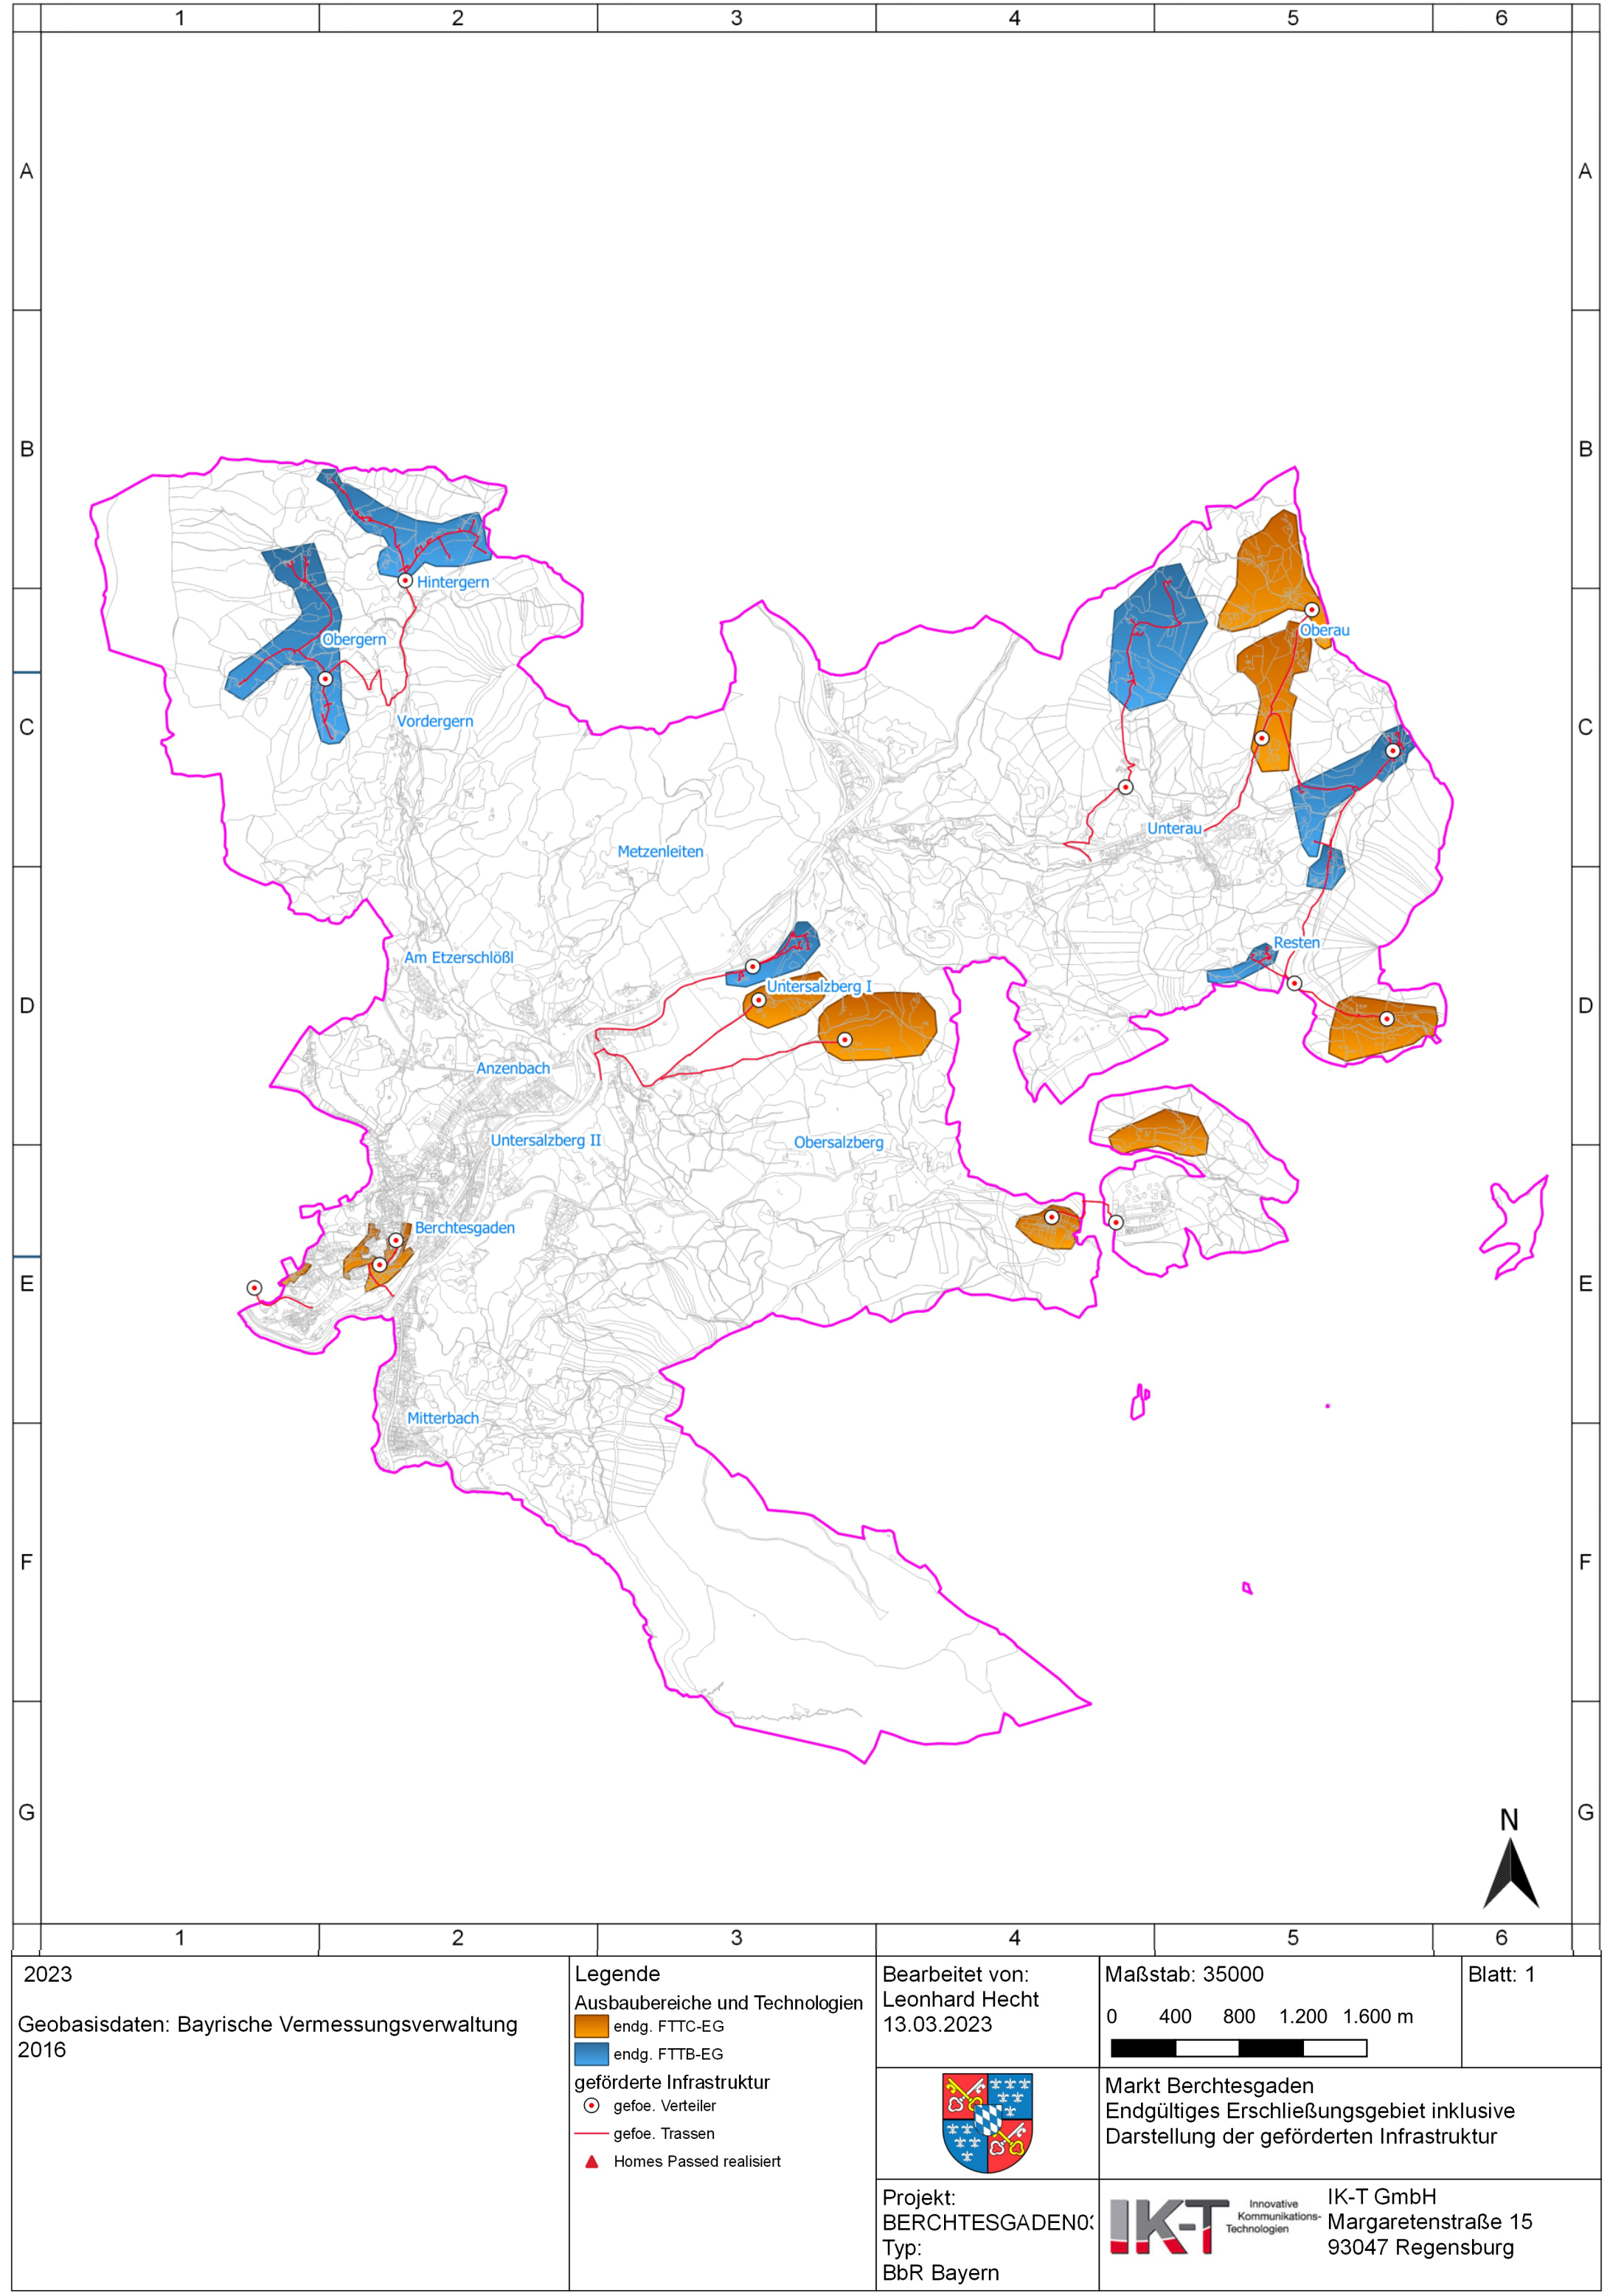 1 2 3 4 5 6
A A
B B
Hintergern
Obergern
Oberau
C Vordergern C
Unterau
Metzenleiten
Resten
Am Etzerschlößl
Untersalzberg I
D D
Anzenbach
Untersalzberg II Obersalzberg
Berchtesgaden
E E
Mitterbach
F F
G G
N
1 2 3 4 5 6
2023
Geobasisdaten: Bayrische Vermessungsverwaltung
2016
Legende
Ausbaubereiche und Technologien
endg. FTTC-EG
endg. FTTB-EG
geförderte Infrastruktur
gefoe. Verteiler
gefoe. Trassen
Homes Passed realisiert
Bearbeitet von:
Leonhard Hecht
13.03.2023
Maßstab: 35000
0 400 800 1.200 1.600 m
Blatt: 1
Markt Berchtesgaden
Endgültiges Erschließungsgebiet inklusive
Darstellung der geförderten Infrastruktur
Projekt:
BERCHTESGADEN03
Typ:
BbR Bayern
IK-T
Innovative
Kommunikations-
Technologien
IK-T GmbH
Margaretenstraße 15
93047 Regensburg